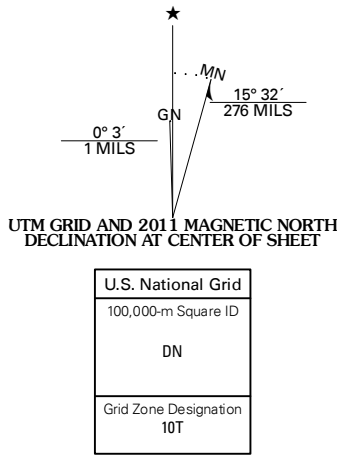 ★
MN
15° 32´
276 MILS
GN
0° 3´
1 MILS
UTM GRID AND 2011 MAGNETIC NORTH
DECLINATION AT CENTER OF SHEET
U.S. National Grid
100,000-m Square ID
DN
Grid Zone Designation
10T